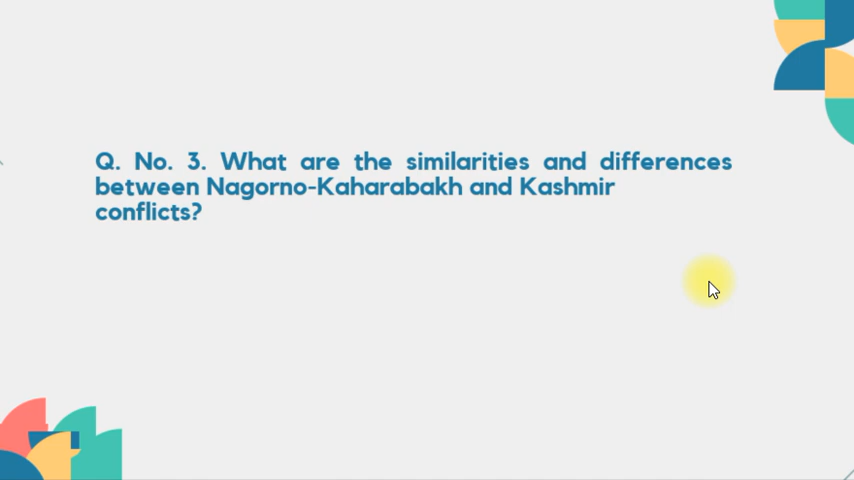 Q. No. 3. What are the similarities and differences
between Nagorno-Kaharabakh and Kashmir
conflicts?